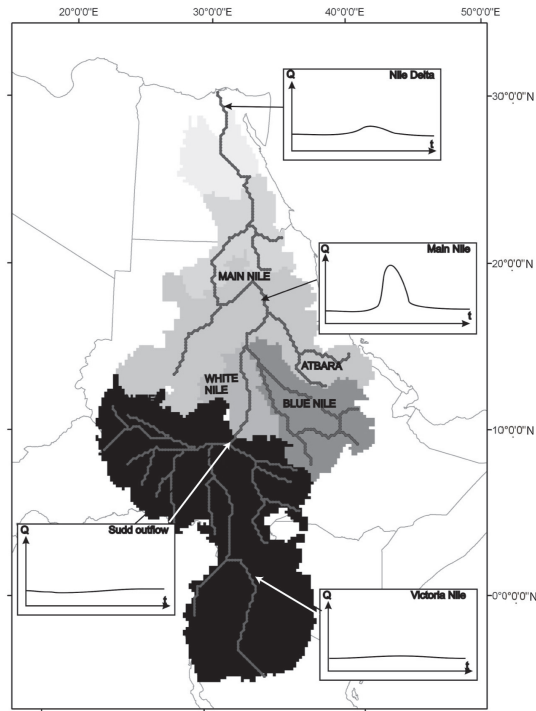 20°0'0"E 30°0'0"E 40°0'0"E 50°0'0"E
Q Nile Delta
t
30°0'0"N
Q Main Nile
t
20°0'0"N
MAIN NILE
ATBARA
WHITE
NILE
BLUE NILE
10°0'0"N
Q Sudd outflow
t
Q Victoria Nile
t
0°0'0"N